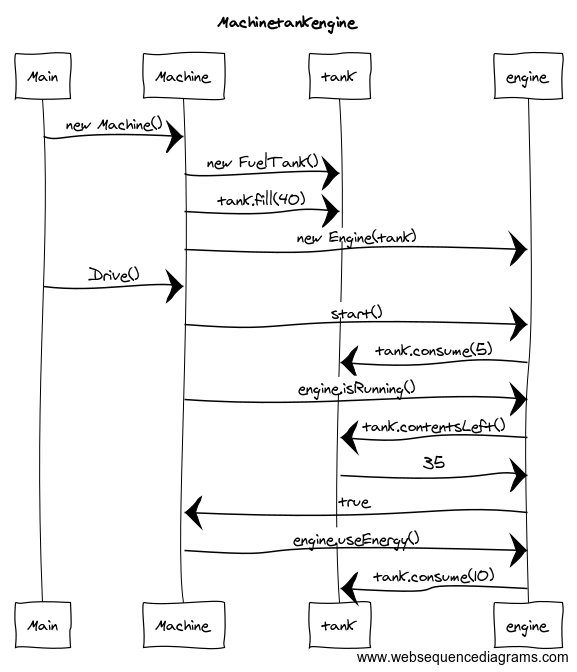 Machinetankengine
Main Machine tank engine
new Machine()
new FuelTank()
tank.fill(40)
new Engine(tank)
Drive()
start()
tank.consume(5)
engine.isRunning()
tank.contentsLeft()
35
true
engine.useEnergy()
tank.consume(10)
Main Machine tank engine
www.websequencediagrams.com